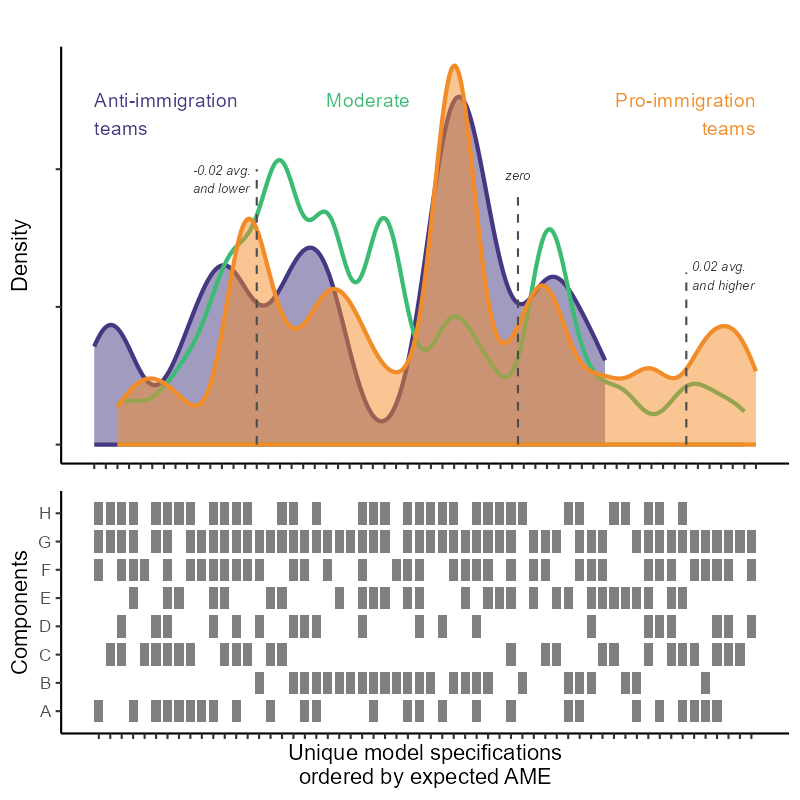 Anti-immigration
teams
Moderate
Pro-immigration
teams
-0.02 avg.
and lower
zero
0.02 avg.
and higher
Density
H
G
F
E
D
C
B
A
Components
Unique model specifications
ordered by expected AME